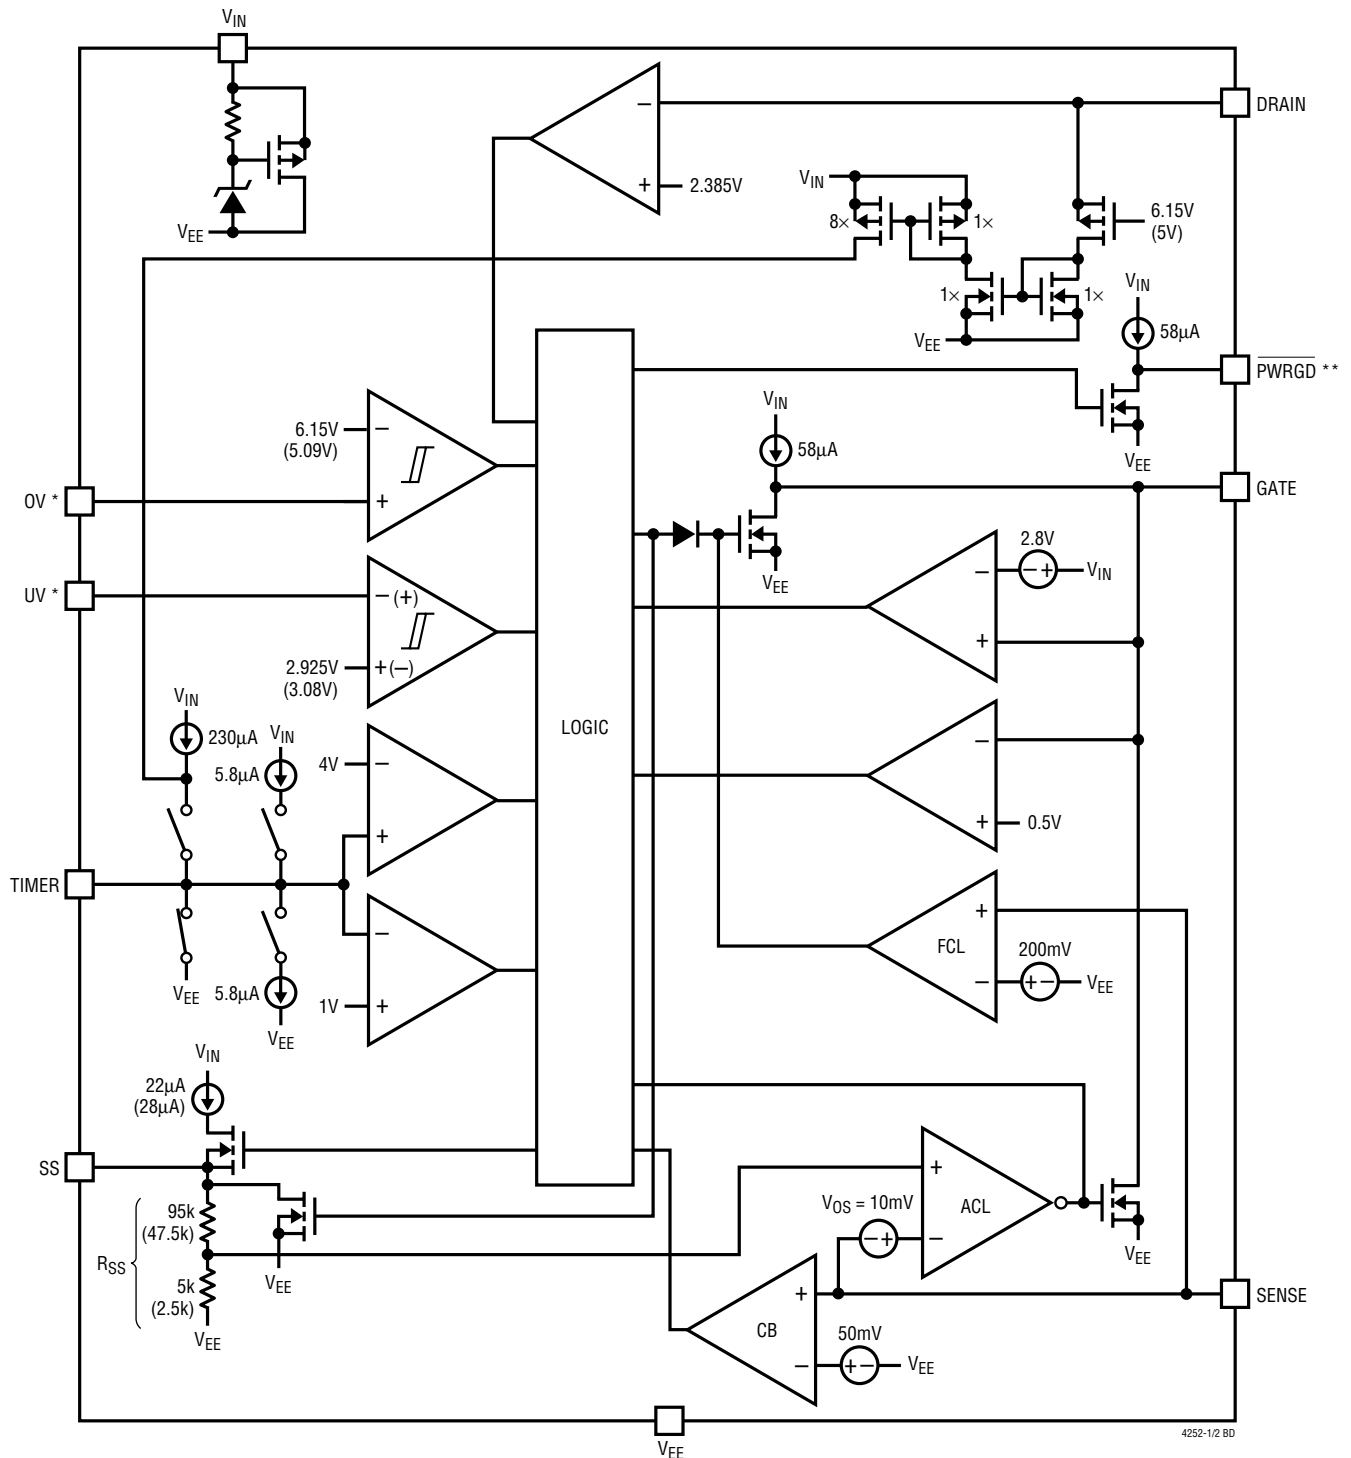 VIN
DRAIN
−
+
2.385V
VIN
8×
1×
6.15V
(5V)
VEE
1×
1×
VEE
VIN
58µA
PWRGD **
VEE
VIN
58µA
GATE
6.15V
(5.09V)
−
+
OV *
VEE
2.8V
− +
VIN
−
+
UV *
− (+)
2.925V
(3.08V)
+ (−)
LOGIC
VIN
230µA
VIN
5.8µA
4V
−
+
−
+
0.5V
TIMER
−
1V
+
VEE
5.8µA
VEE
FCL
+
−
200mV
+ −
VEE
VIN
22µA
(28µA)
SS
95k
(47.5k)
RSS
5k
(2.5k)
VEE
VEE
VOS = 10mV
− +
+
−
ACL
VEE
SENSE
+
−
CB
50mV
+ −
VEE
VEE
4252-1/2 BD